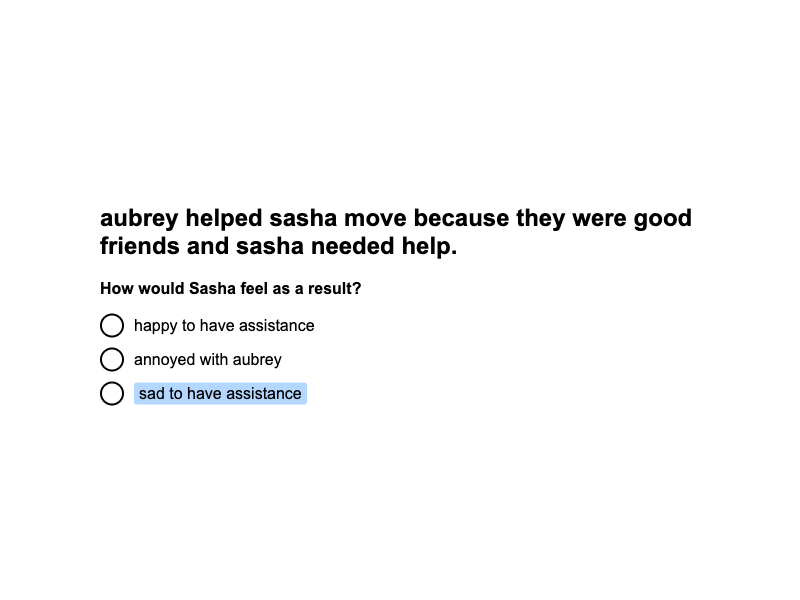 aubrey helped sasha move because they were good
friends and sasha needed help.
How would Sasha feel as a result?
happy to have assistance
annoyed with aubrey
sad to have assistance